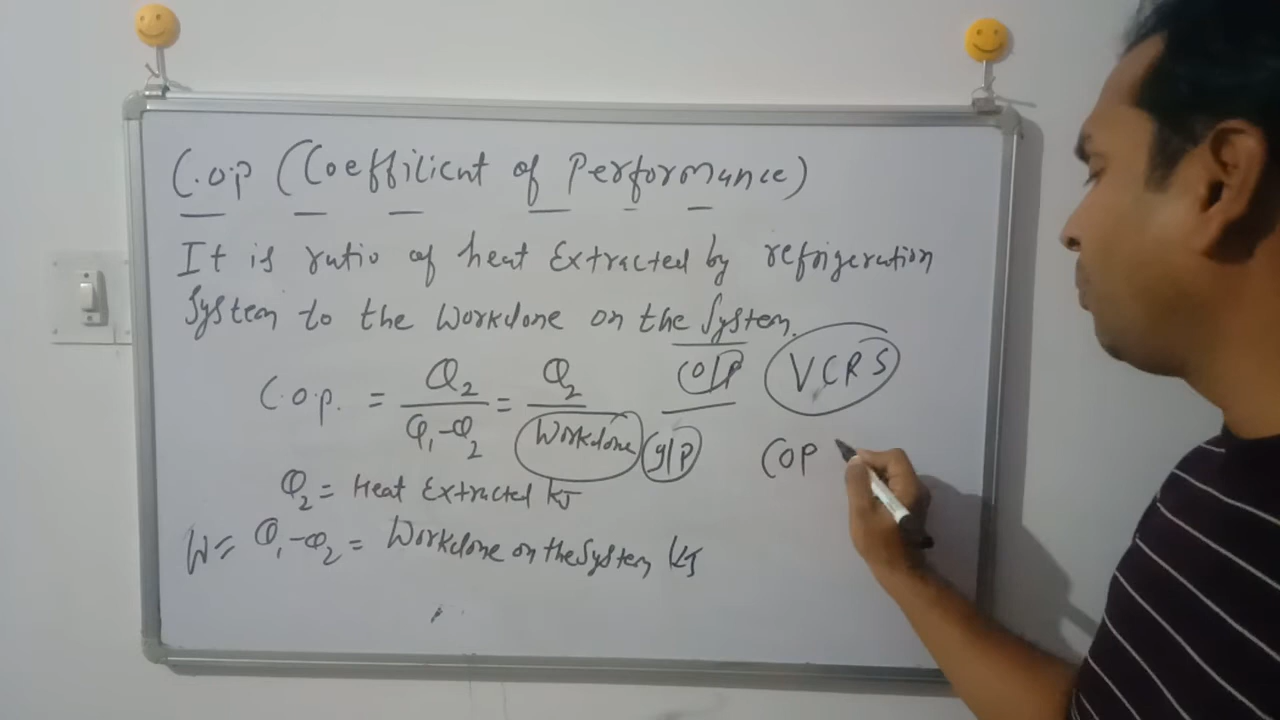 C.O.P (Coefficient of Performance)
It is ratio of heat Extracted by refrigeration
System to the Workdone on the System.
C.O.P. = Q2 / Q1-Q2 = Q2 / Workdone O/P / I/P VCRS
COP
Q2 = Heat Extracted KJ
W = Q1-Q2 = Workdone on the System KJ